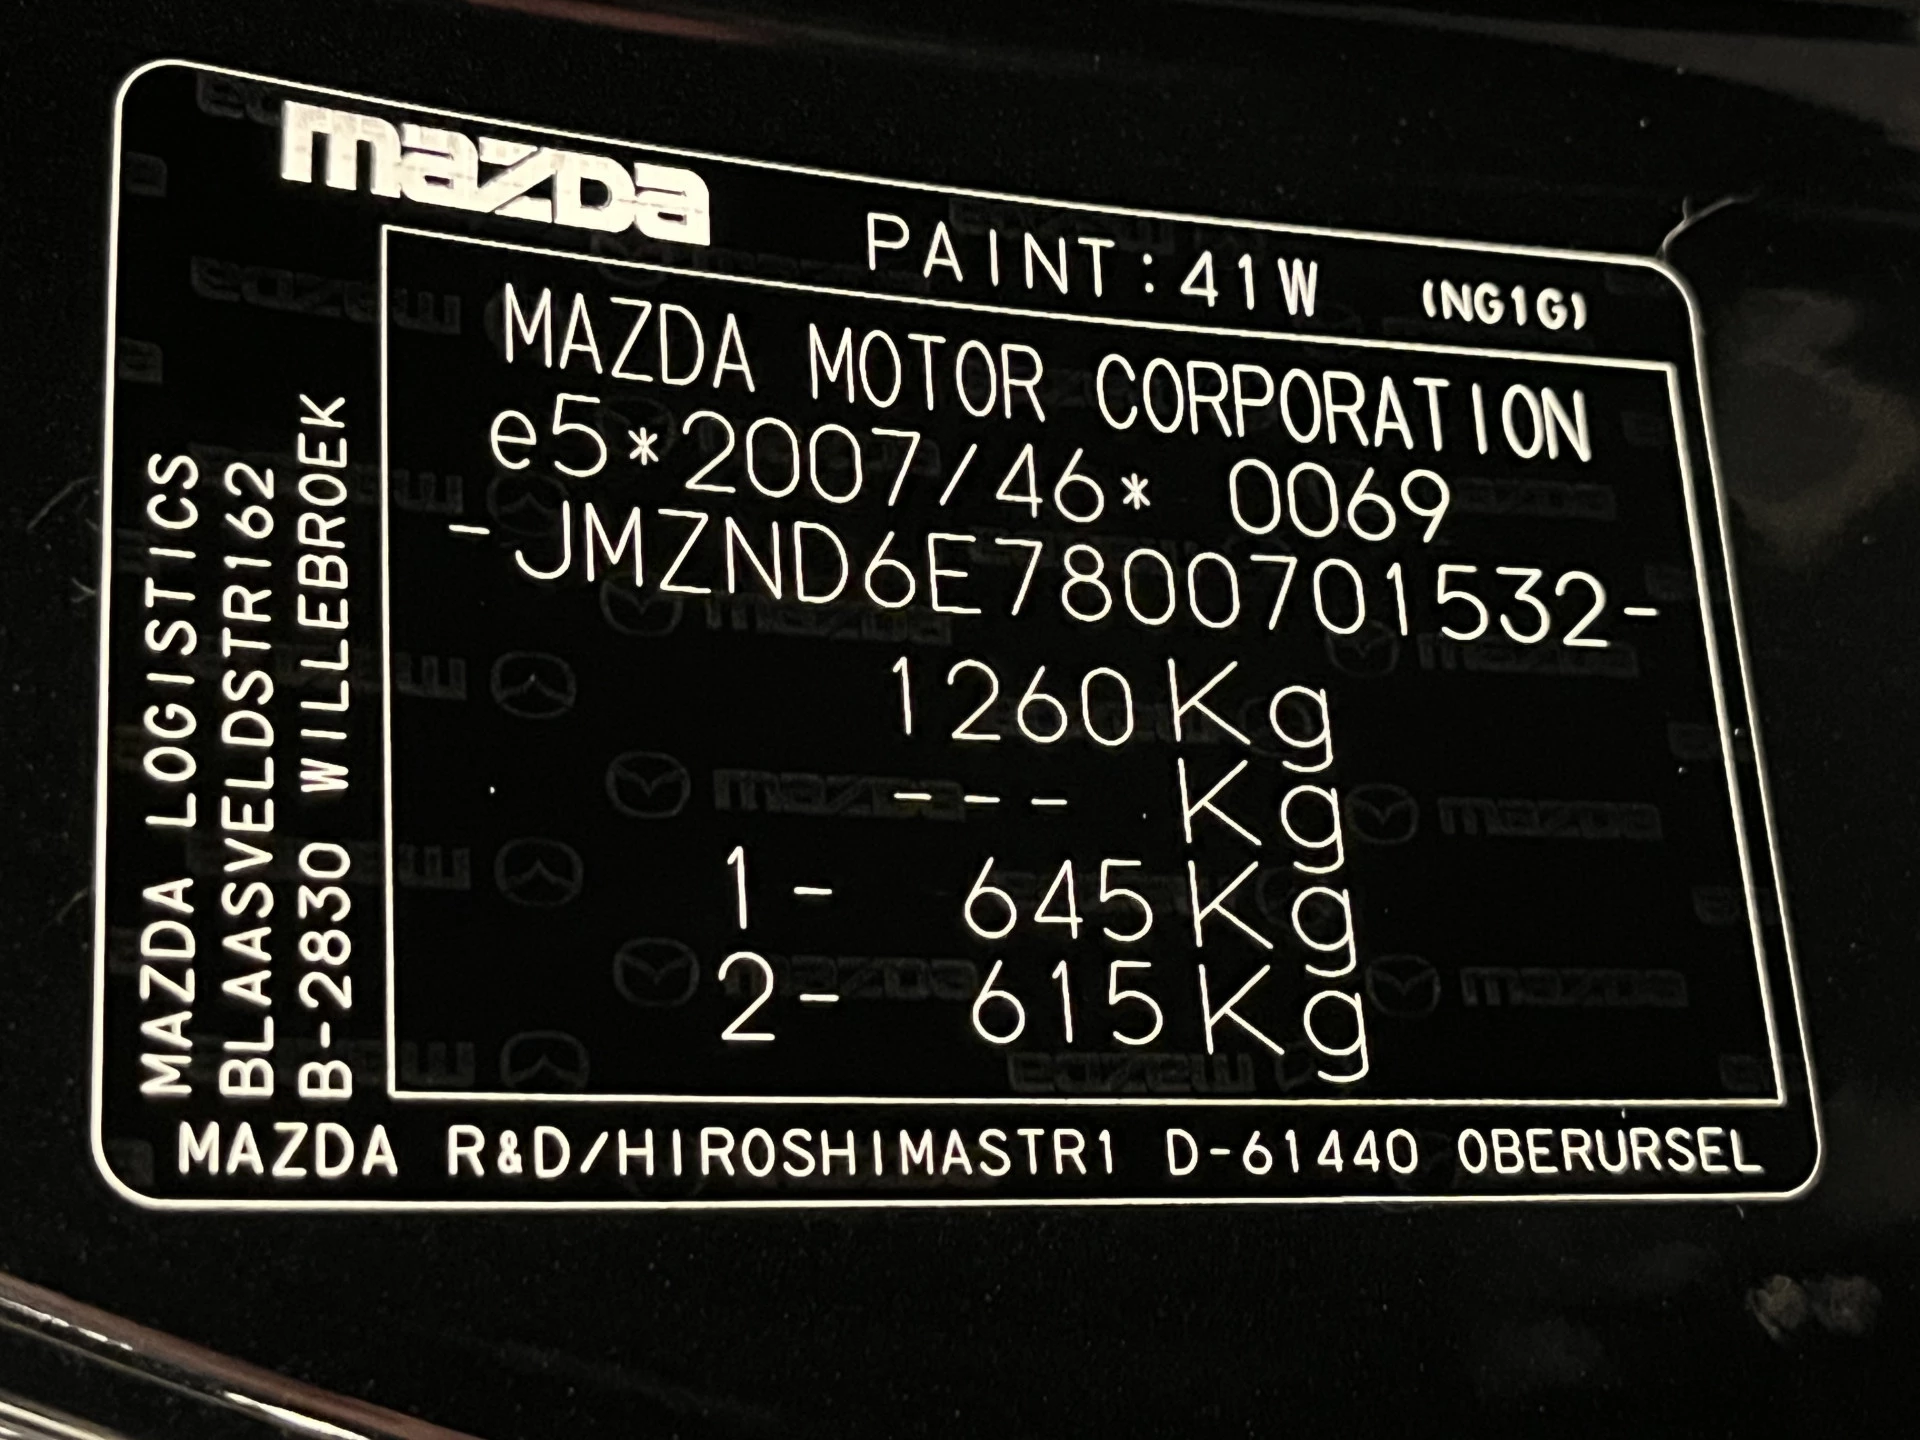 mazda
PAINT:41W (NG1G)
MAZDA MOTOR CORPORATION
e5*2007/46* 0069
-JMZND6E7800701532-
1260Kg
--- Kg
1- 645Kg
2- 615Kg
MAZDA LOGISTICS
BLAASVELDSTR162
B-2830 WILLEBROEK
MAZDA R&D/HIROSHIMASTR1 D-61440 OBERURSEL